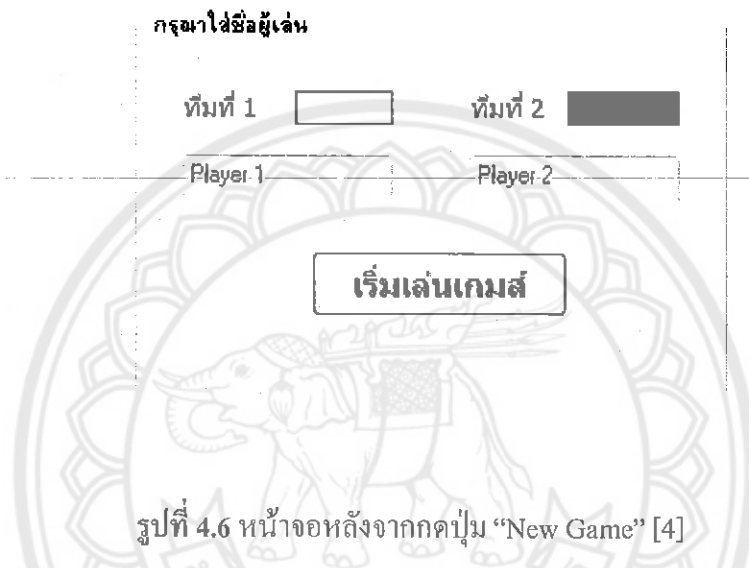 กรุณาใส่ชื่อผู้เล่น
ทีมที่ 1 ทีมที่ 2
Player 1 Player 2
เริ่มเล่นเกมส์
รูปที่ 4.6 หน้าจอหลังจากกดปุ่ม “New Game” [4]